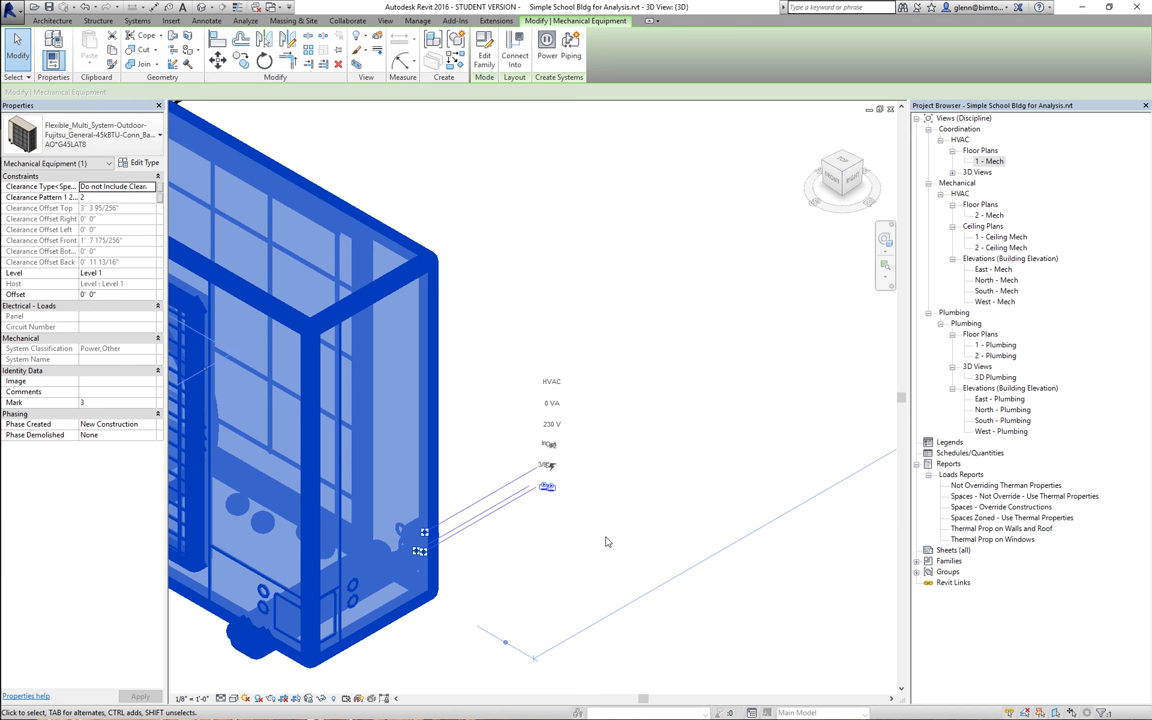 Autodesk Revit 2016 - STUDENT VERSION - Simple School Bldg for Analysis.rvt - 3D View: {3D}
Type a keyword or phrase
glenn@bimto...
Architecture Structure Systems Insert Annotate Analyze Massing & Site Collaborate View Manage Add-Ins Extensions Modify | Mechanical Equipment
Modify
Properties
Paste
Cope
Cut
Join
Edit Family
Connect Into
Power Piping
Select Properties Clipboard Geometry Modify View Measure Create Mode Layout Create Systems
Modify | Mechanical Equipment
Properties
Flexible_Multi_System-Outdoor-
Fujitsu_General-45kBTU-Conn_Ba...
AO*G45LAT8
Mechanical Equipment (1) Edit Type
Constraints
Clearance Type<Spe... Do not Include Clear
Clearance Pattern 1 2... 2
Clearance Offset Top 3' 3 95/256"
Clearance Offset Right 0' 0"
Clearance Offset Left 0' 0"
Clearance Offset Front 1' 7 175/256"
Clearance Offset Bot... 0' 0"
Clearance Offset Back 0' 11 13/16"
Level Level 1
Host Level : Level 1
Offset 0' 0"
Electrical - Loads
Panel
Circuit Number
Mechanical
System Classification Power,Other
System Name
Identity Data
Image
Comments
Mark 3
Phasing
Phase Created New Construction
Phase Demolished None
Properties help Apply
TOP
FRONT
RIGHT
HVAC
0 VA
230 V
1/8" = 1'-0"
Project Browser - Simple School Bldg for Analysis.rvt
Views (Discipline)
Coordination
HVAC
Floor Plans
1 - Mech
3D Views
Mechanical
HVAC
Floor Plans
2 - Mech
Ceiling Plans
1 - Ceiling Mech
2 - Ceiling Mech
Elevations (Building Elevation)
East - Mech
North - Mech
South - Mech
West - Mech
Plumbing
Plumbing
Floor Plans
1 - Plumbing
2 - Plumbing
3D Views
3D Plumbing
Elevations (Building Elevation)
East - Plumbing
North - Plumbing
South - Plumbing
West - Plumbing
Legends
Schedules/Quantities
Reports
Loads Reports
Not Overriding Therman Properties
Spaces - Not Override - Use Thermal Properties
Spaces - Override Constructions
Spaces Zoned - Use Thermal Properties
Thermal Prop on Walls and Roof
Thermal Prop on Windows
Sheets (all)
Families
Groups
Revit Links
Click to select, TAB for alternates, CTRL adds, SHIFT unselects. :0 Main Model :1